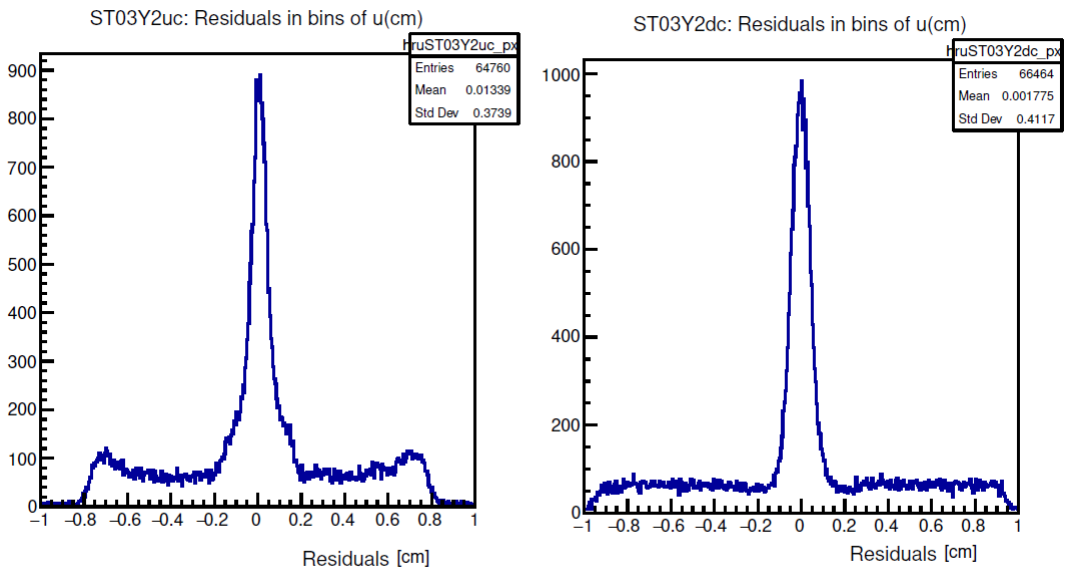 ST03Y2uc: Residuals in bins of u(cm)
hruST03Y2uc_px
Entries 64760
Mean 0.01339
Std Dev 0.3739
900
800
700
600
500
400
300
200
100
0
−1 −0.8 −0.6 −0.4 −0.2 0 0.2 0.4 0.6 0.8 1
Residuals [cm]
ST03Y2dc: Residuals in bins of u(cm)
hruST03Y2dc_px
Entries 66464
Mean 0.001775
Std Dev 0.4117
1000
800
600
400
200
0
−1 −0.8 −0.6 −0.4 −0.2 0 0.2 0.4 0.6 0.8 1
Residuals [cm]